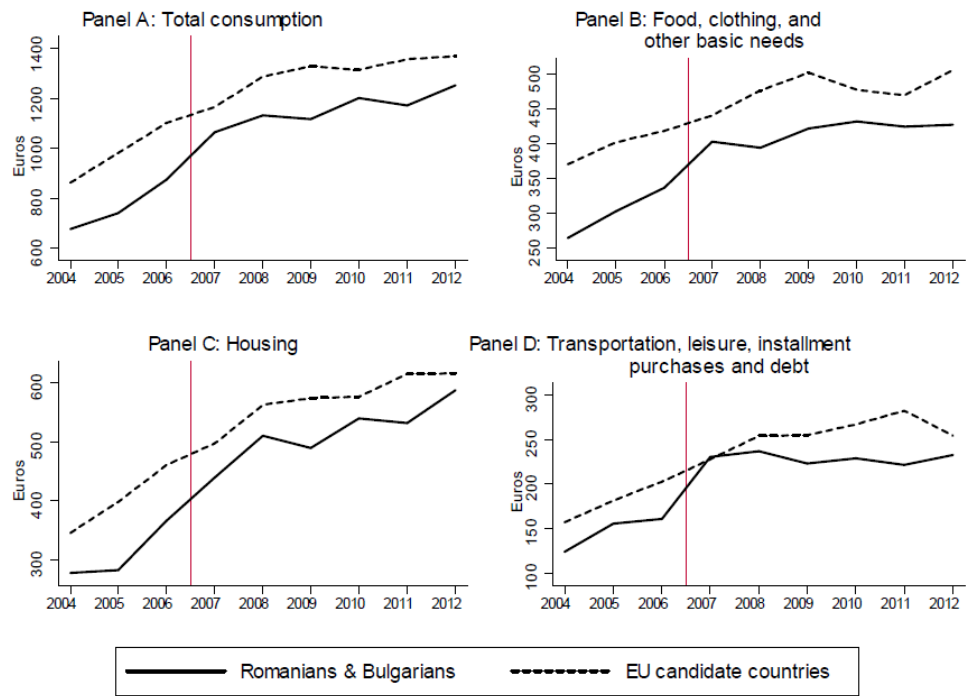 Panel A: Total consumption
Euros
1400
1200
1000
800
600
2004 2005 2006 2007 2008 2009 2010 2011 2012
Panel B: Food, clothing, and
other basic needs
Euros
500
450
400
350
300
250
2004 2005 2006 2007 2008 2009 2010 2011 2012
Panel C: Housing
Euros
600
500
400
300
2004 2005 2006 2007 2008 2009 2010 2011 2012
Panel D: Transportation, leisure, installment
purchases and debt
Euros
300
250
200
150
100
2004 2005 2006 2007 2008 2009 2010 2011 2012
Romanians & Bulgarians
EU candidate countries